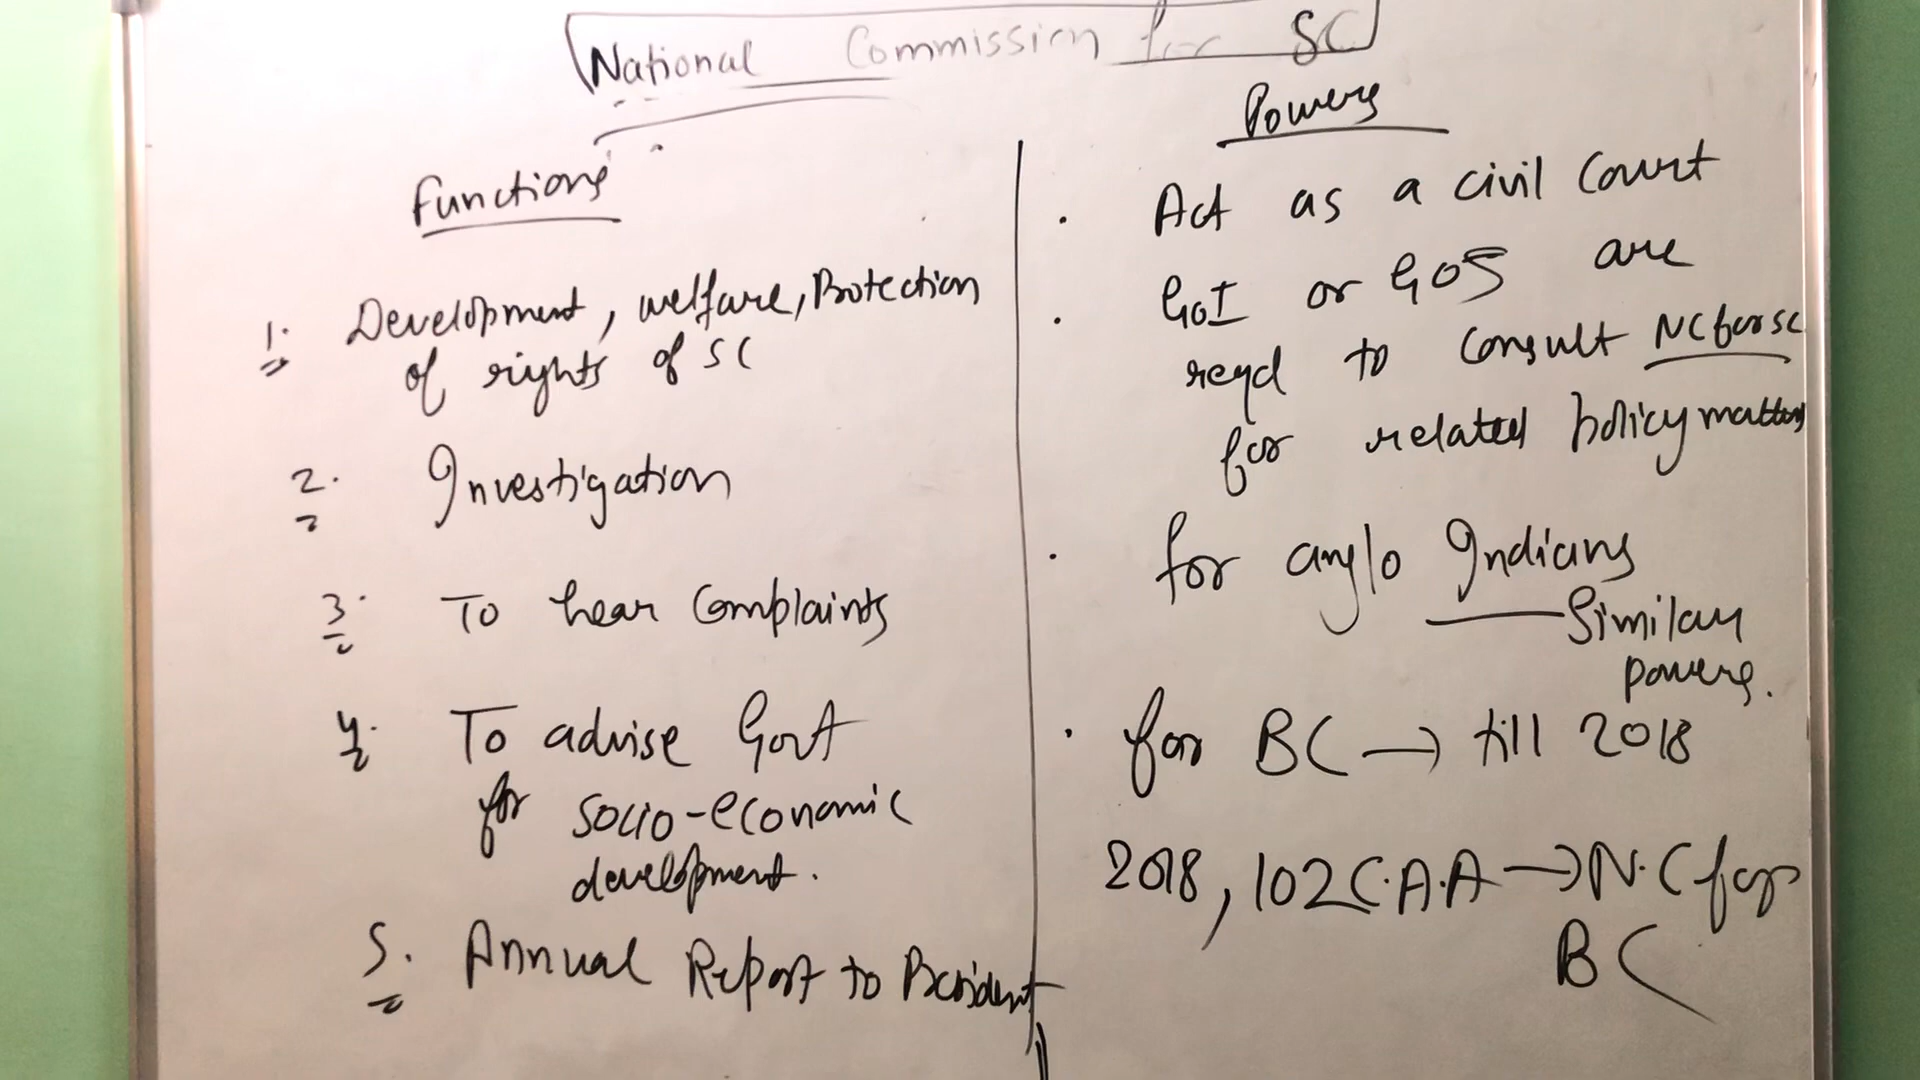 National Commission for SC
Functions
1. Development, welfare, Protection
of rights of SC
2. Investigation
3. To hear Complaints
4. To advise Govt
for socio-economic
development.
5. Annual Report to President
Powers
• Act as a civil Court
• GoI or GOS are
reqd to consult NC for SC
for related policy matters
• for anglo Indians
— Similar
powers.
• for BC → till 2018
2018, 102 C.A.A → N.C for
BC